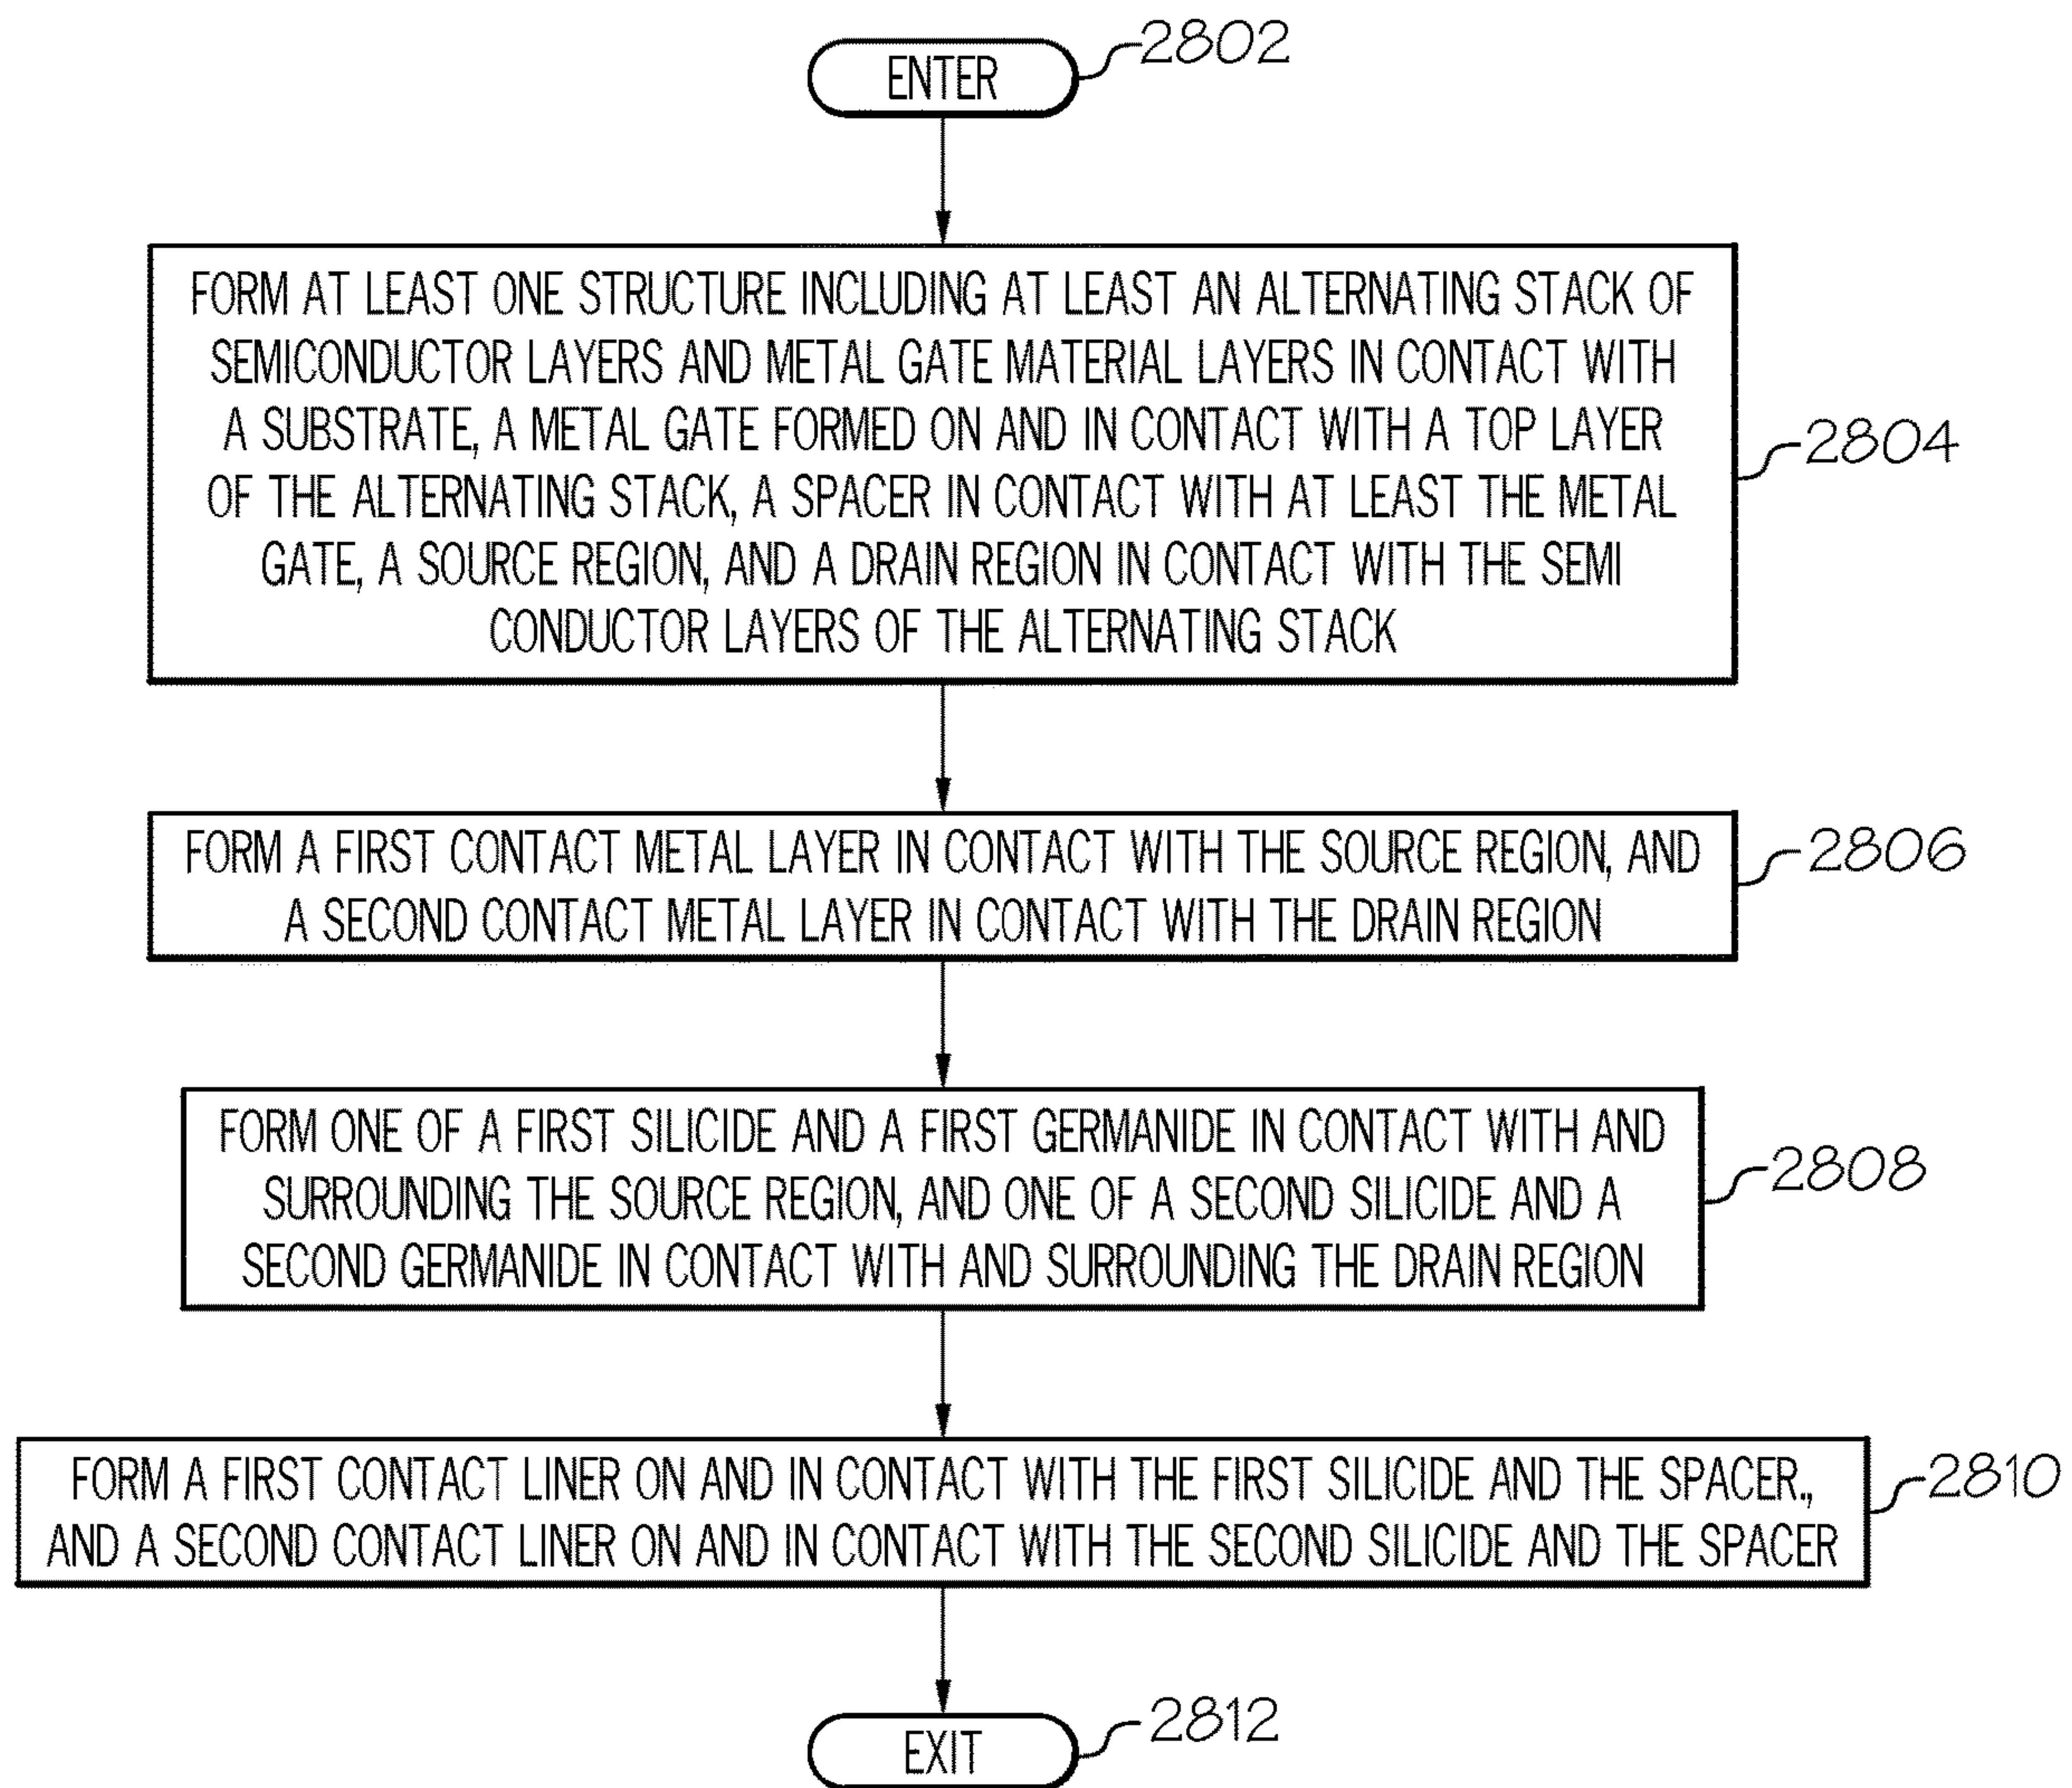 ENTER
2802
FORM AT LEAST ONE STRUCTURE INCLUDING AT LEAST AN ALTERNATING STACK OF
SEMICONDUCTOR LAYERS AND METAL GATE MATERIAL LAYERS IN CONTACT WITH
A SUBSTRATE, A METAL GATE FORMED ON AND IN CONTACT WITH A TOP LAYER
OF THE ALTERNATING STACK, A SPACER IN CONTACT WITH AT LEAST THE METAL
GATE, A SOURCE REGION, AND A DRAIN REGION IN CONTACT WITH THE SEMI
CONDUCTOR LAYERS OF THE ALTERNATING STACK
2804
FORM A FIRST CONTACT METAL LAYER IN CONTACT WITH THE SOURCE REGION, AND
A SECOND CONTACT METAL LAYER IN CONTACT WITH THE DRAIN REGION
2806
FORM ONE OF A FIRST SILICIDE AND A FIRST GERMANIDE IN CONTACT WITH AND
SURROUNDING THE SOURCE REGION, AND ONE OF A SECOND SILICIDE AND A
SECOND GERMANIDE IN CONTACT WITH AND SURROUNDING THE DRAIN REGION
2808
FORM A FIRST CONTACT LINER ON AND IN CONTACT WITH THE FIRST SILICIDE AND THE SPACER.,
AND A SECOND CONTACT LINER ON AND IN CONTACT WITH THE SECOND SILICIDE AND THE SPACER
2810
EXIT
2812